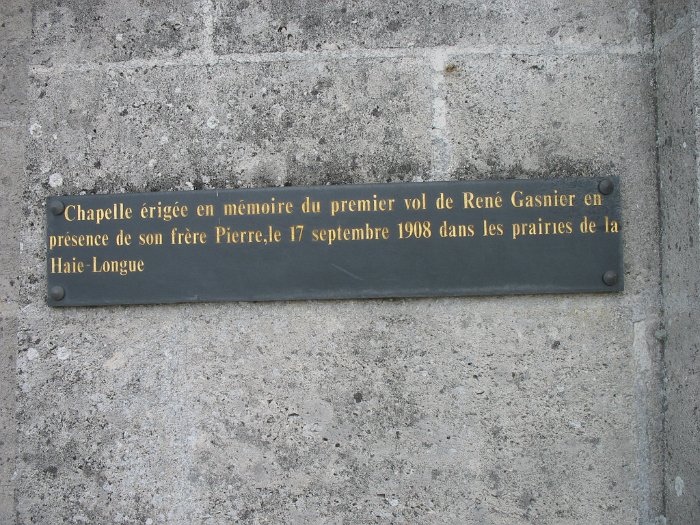 Chapelle érigée en mémoire du premier vol de René Gasnier en
présence de son frère Pierre,le 17 septembre 1908 dans les prairies de la
Haie-Longue